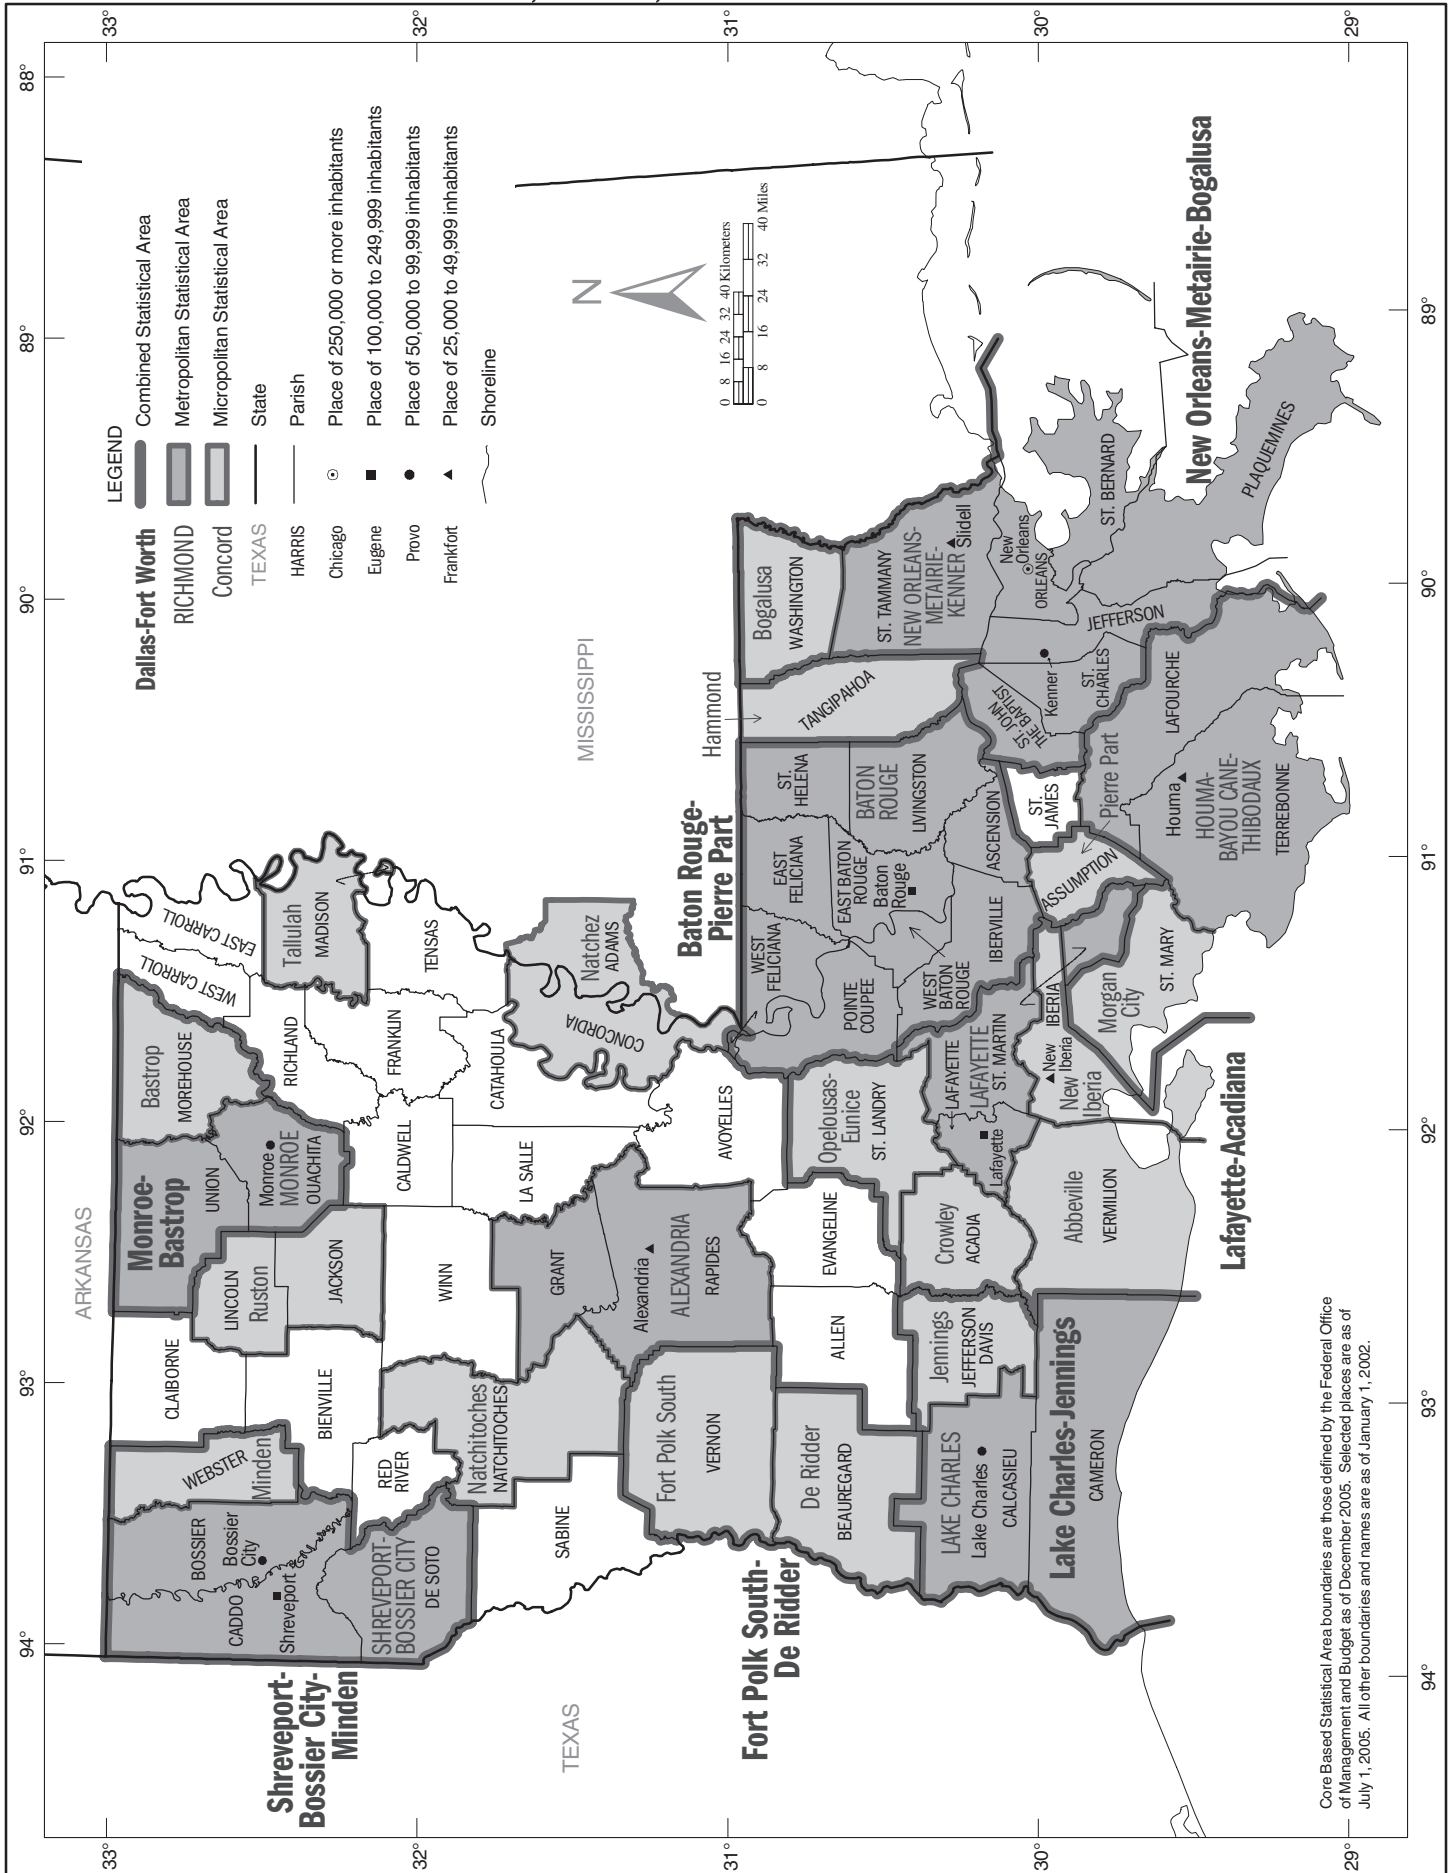 88°
89°
90°
91°
92°
93°
94°
33°
32°
31°
30°
29°
LEGEND
Dallas-Fort Worth
Combined Statistical Area
RICHMOND
Metropolitan Statistical Area
Concord
Micropolitan Statistical Area
TEXAS
State
HARRIS
Parish
Chicago
Place of 250,000 or more inhabitants
Eugene
Place of 100,000 to 249,999 inhabitants
Provo
Place of 50,000 to 99,999 inhabitants
Frankfort
Place of 25,000 to 49,999 inhabitants
Shoreline
N
0 8 16 24 32 40 Kilometers
0 8 16 24 32 40 Miles
ARKANSAS
MISSISSIPPI
TEXAS
Shreveport-
Bossier City-
Minden
CADDO
BOSSIER
Bossier
City
Shreveport
SHREVEPORT-
BOSSIER CITY
DE SOTO
WEBSTER
Minden
CLAIBORNE
BIENVILLE
RED
RIVER
Monroe-
Bastrop
LINCOLN
Ruston
JACKSON
UNION
Monroe
MONROE
OUACHITA
Bastrop
MOREHOUSE
WEST CARROLL
EAST CARROLL
RICHLAND
Tallulah
MADISON
FRANKLIN
TENSAS
CALDWELL
WINN
Natchitoches
NATCHITOCHES
SABINE
GRANT
LA SALLE
CATAHOULA
CONCORDIA
Natchez
ADAMS
Alexandria
ALEXANDRIA
RAPIDES
AVOYELLES
Fort Polk South
VERNON
Fort Polk South-
De Ridder
De Ridder
BEAUREGARD
ALLEN
EVANGELINE
Opelousas-
Eunice
ST. LANDRY
LAKE CHARLES
Lake Charles
CALCASIEU
Jennings
JEFFERSON
DAVIS
CAMERON
Lake Charles-Jennings
Crowley
ACADIA
LAFAYETTE
LAFAYETTE
ST. MARTIN
Lafayette
Abbeville
VERMILION
New
Iberia
New
Iberia
IBERIA
Lafayette-Acadiana
Morgan
City
ST. MARY
Baton Rouge-
Pierre Part
WEST
FELICIANA
EAST
FELICIANA
ST.
HELENA
POINTE
COUPEE
EAST BATON
ROUGE
Baton
Rouge
BATON
ROUGE
LIVINGSTON
WEST
BATON
ROUGE
IBERVILLE
ASCENSION
ASSUMPTION
Pierre Part
ST.
JAMES
Hammond
TANGIPAHOA
Bogalusa
WASHINGTON
ST. TAMMANY
NEW ORLEANS-
METAIRIE-
KENNER
Slidell
New
Orleans
ORLEANS
ST. JOHN
THE BAPTIST
Kenner
ST.
CHARLES
JEFFERSON
ST. BERNARD
PLAQUEMINES
LAFOURCHE
Houma
HOUMA-
BAYOU CANE-
THIBODAUX
TERREBONNE
New Orleans-Metairie-Bogalusa
33°
32°
31°
30°
29°
89°
90°
91°
92°
93°
94°
Core Based Statistical Area boundaries are those defined by the Federal Office
of Management and Budget as of December 2005. Selected places are as of
July 1, 2005. All other boundaries and names are as of January 1, 2002.